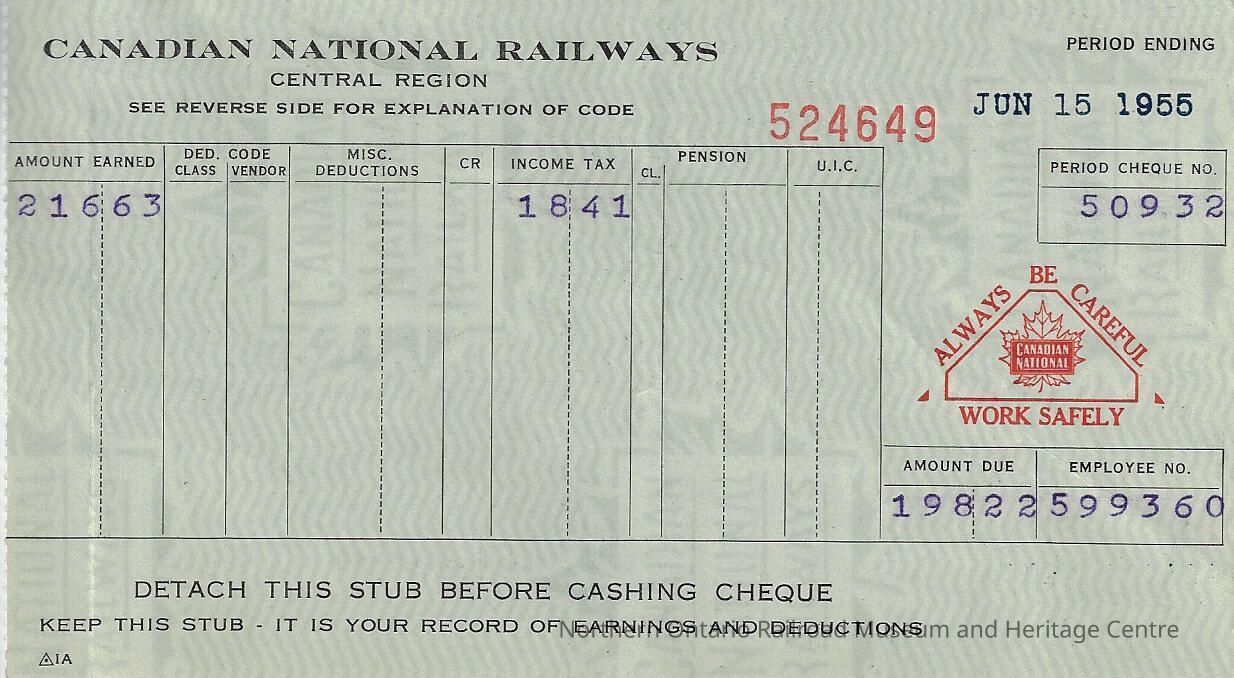 CANADIAN NATIONAL RAILWAYS
CENTRAL REGION
SEE REVERSE SIDE FOR EXPLANATION OF CODE
524649
PERIOD ENDING
JUN 15 1955
AMOUNT EARNED
DED. CODE
CLASS VENDOR
MISC.
DEDUCTIONS
CR
INCOME TAX
CL.
PENSION
U.I.C.
PERIOD CHEQUE NO.
21663
1841
50932
ALWAYS BE CAREFUL
CANADIAN
NATIONAL
WORK SAFELY
AMOUNT DUE
EMPLOYEE NO.
19822
599360
DETACH THIS STUB BEFORE CASHING CHEQUE
KEEP THIS STUB - IT IS YOUR RECORD OF EARNINGS AND DEDUCTIONS
Northern Ontario Railroad Museum and Heritage Centre
1A